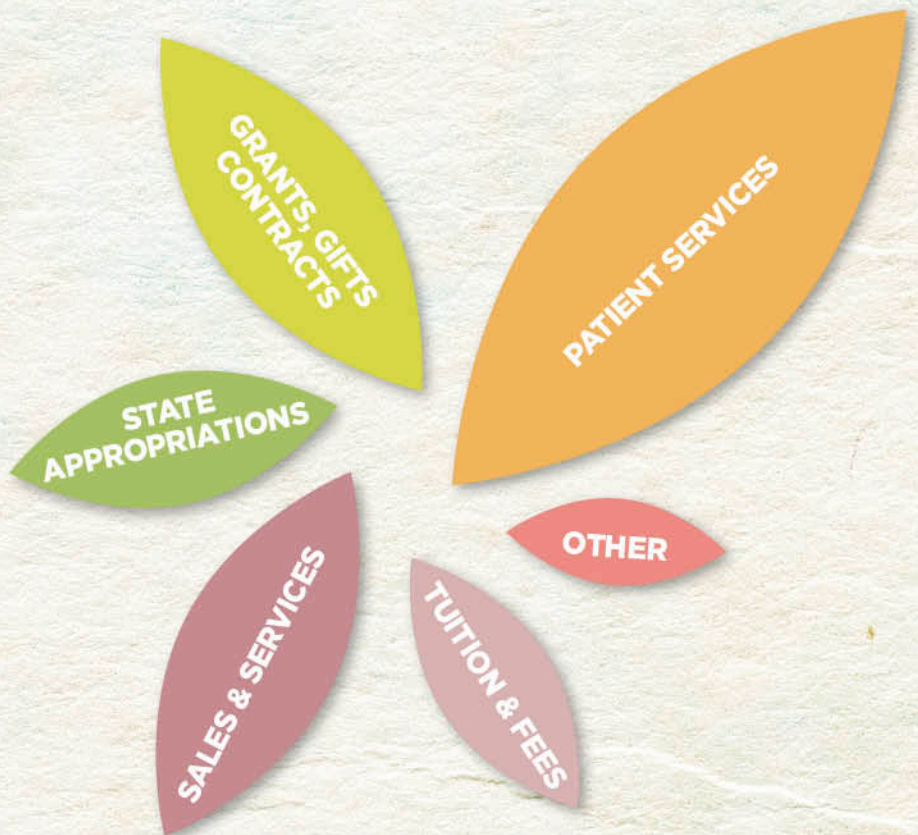 GRANTS, GIFTS
CONTRACTS
PATIENT SERVICES
STATE
APPROPRIATIONS
OTHER
SALES & SERVICES
TUITION & FEES